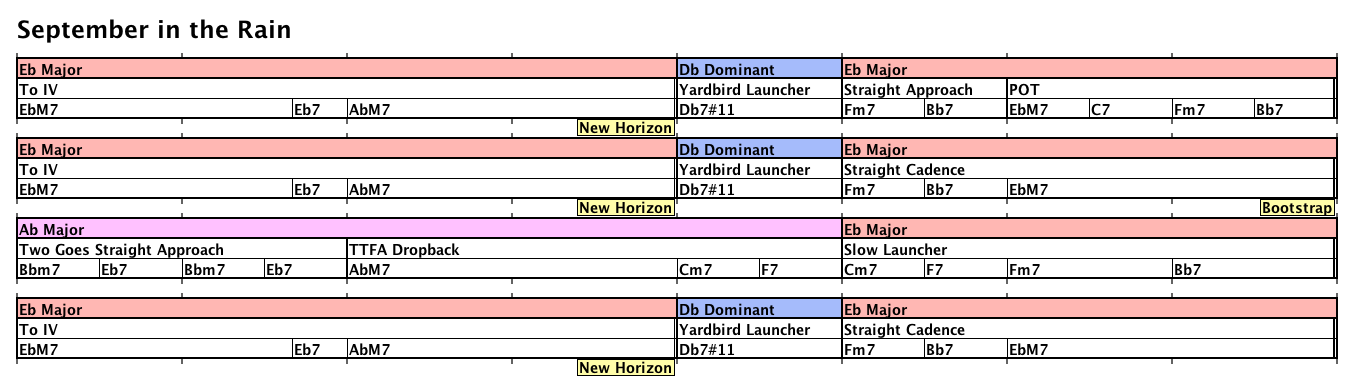 September in the Rain
Eb Major Db Dominant Eb Major
To IV Yardbird Launcher Straight Approach POT
EbM7 Eb7 AbM7 Db7#11 Fm7 Bb7 EbM7 C7 Fm7 Bb7
New Horizon
Eb Major Db Dominant Eb Major
To IV Yardbird Launcher Straight Cadence
EbM7 Eb7 AbM7 Db7#11 Fm7 Bb7 EbM7
New Horizon Bootstrap
Ab Major Eb Major
Two Goes Straight Approach TTFA Dropback Slow Launcher
Bbm7 Eb7 Bbm7 Eb7 AbM7 Cm7 F7 Cm7 F7 Fm7 Bb7
Eb Major Db Dominant Eb Major
To IV Yardbird Launcher Straight Cadence
EbM7 Eb7 AbM7 Db7#11 Fm7 Bb7 EbM7
New Horizon